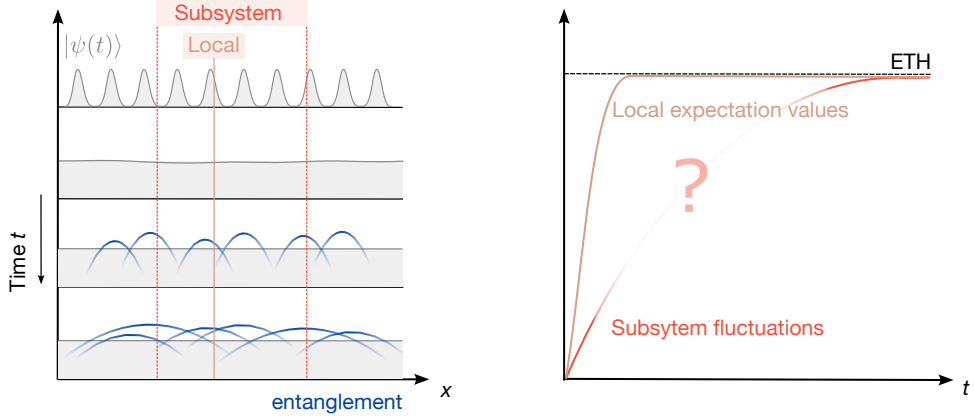 Subsystem
Local
|ψ(t)⟩
Time t
x
entanglement
ETH
Local expectation values
?
Subsytem fluctuations
t